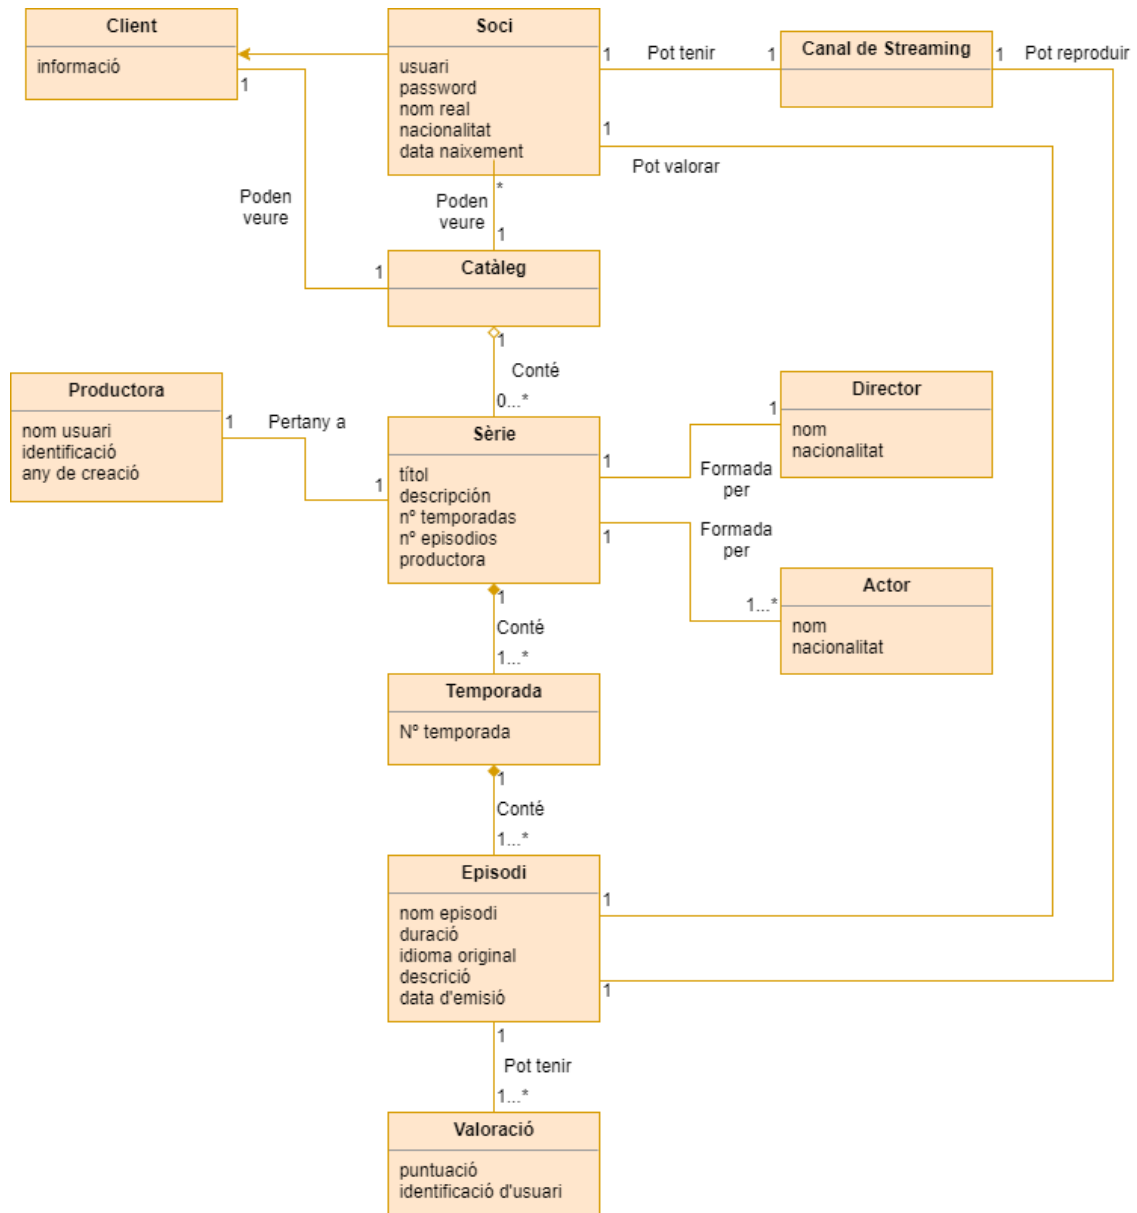 Client
informació
1
Soci
usuari
password
nom real
nacionalitat
data naixement
1
Pot tenir
1
Canal de Streaming
1
Pot reproduir
1
Pot valorar
Poden
veure
*
Poden
veure
1
1
Catàleg
1
Conté
0...*
Productora
nom usuari
identificació
any de creació
1
Pertany a
1
Sèrie
títol
descripción
nº temporadas
nº episodios
productora
1
Formada
per
1
Director
nom
nacionalitat
1
Formada
per
1...*
Actor
nom
nacionalitat
1
Conté
1...*
Temporada
Nº temporada
1
Conté
1...*
Episodi
nom episodi
duració
idioma original
descrició
data d'emisió
1
1
1
Pot tenir
1...*
Valoració
puntuació
identificació d'usuari